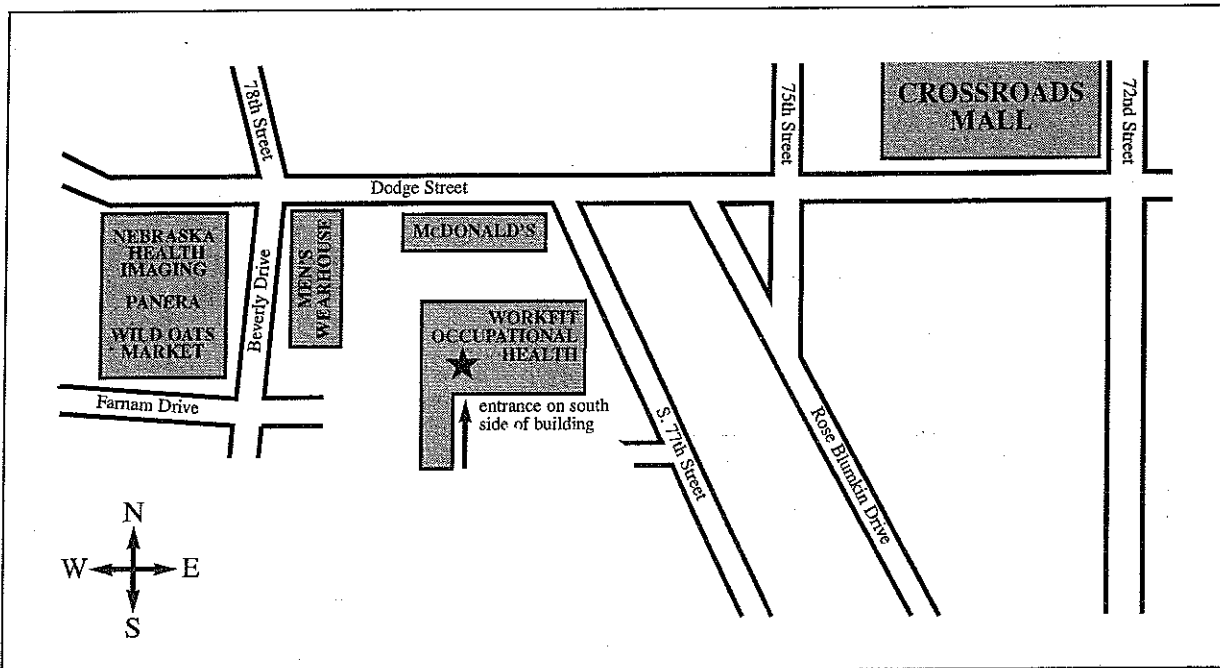 78th Street
75th Street
CROSSROADS
MALL
72nd Street
Dodge Street
NEBRASKA
HEALTH
IMAGING
PANERA
WILD OATS
MARKET
Beverly Drive
MEN'S
WEARHOUSE
McDONALD'S
WORKFIT
OCCUPATIONAL
HEALTH
Farnam Drive
entrance on south
side of building
S. 77th Street
Rose Blumkin Drive
N
W E
S